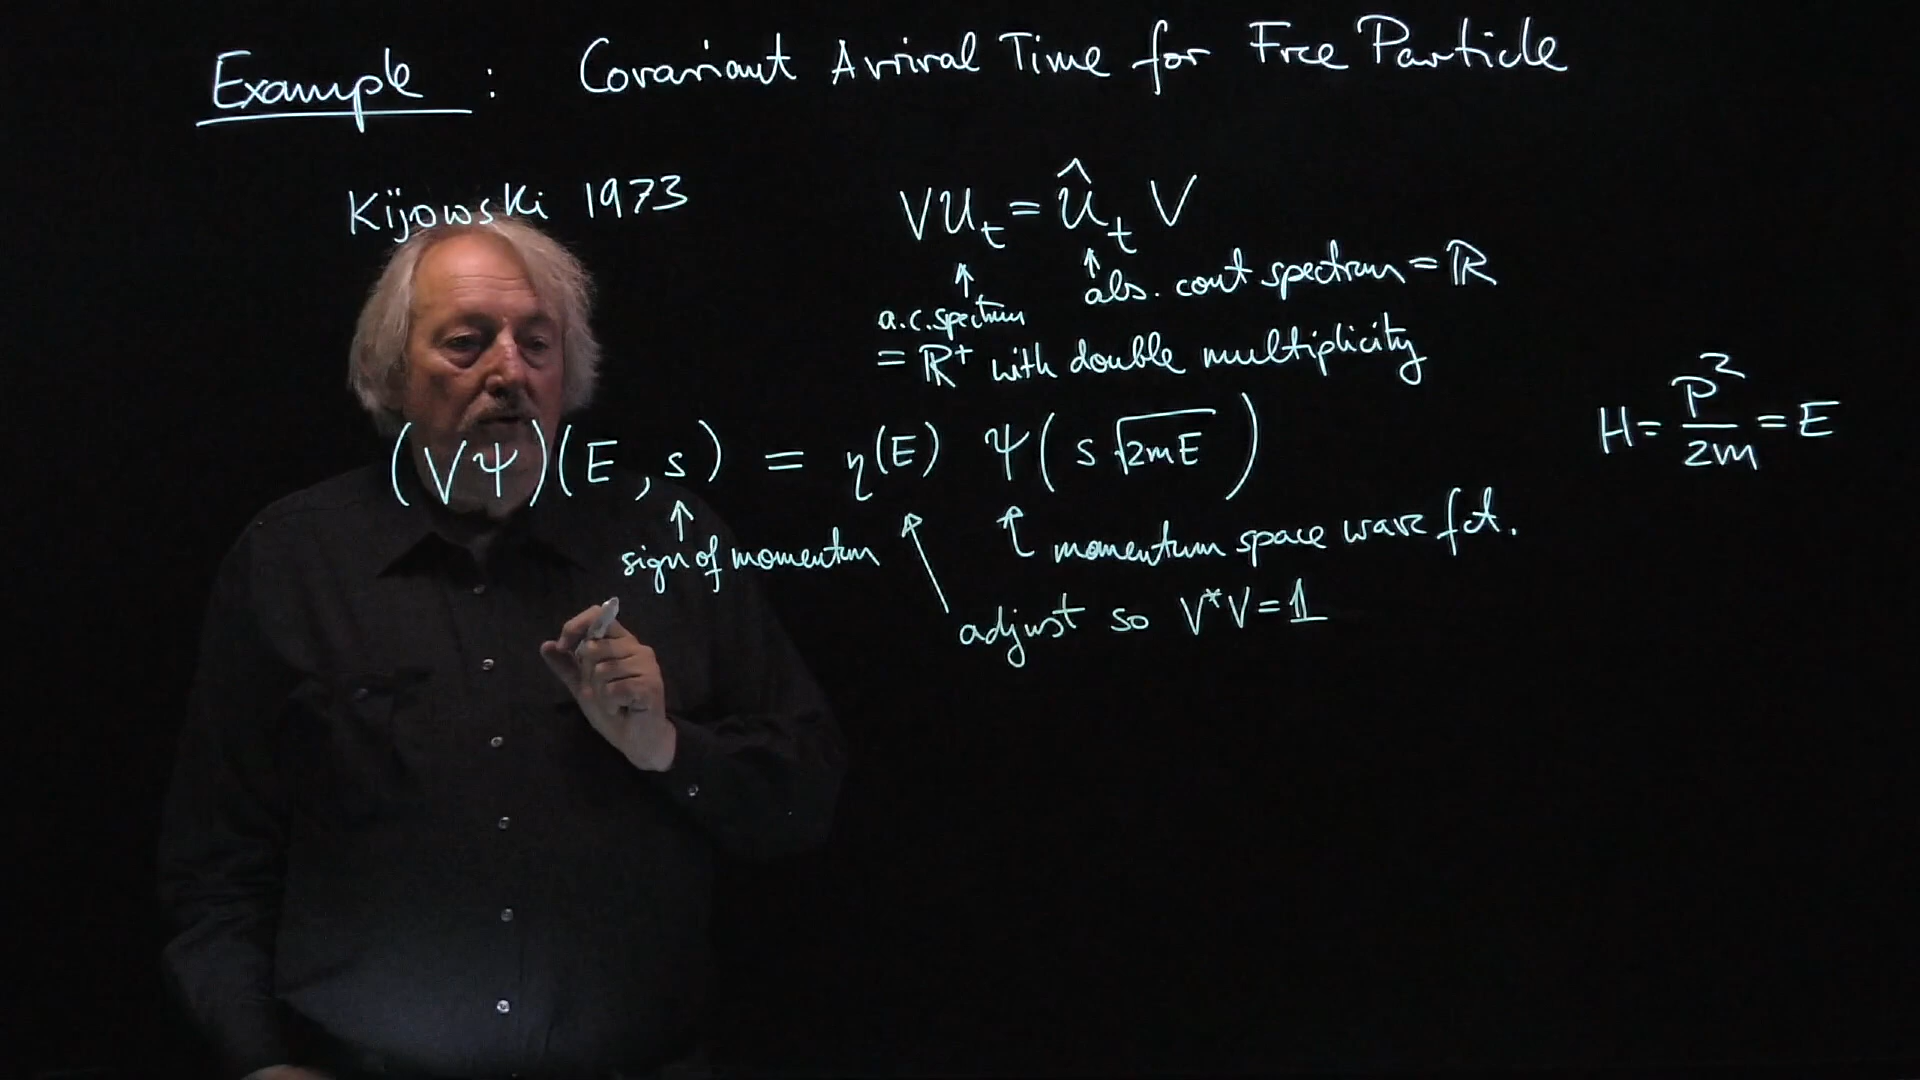 Example : Covariant Arrival Time for Free Particle
Kijowski 1973
V U_t = Û_t V
abs. cont spectrum = ℝ
a.c. spectrum
= ℝ⁺ with double multiplicity
H = P²/2m = E
(VΨ)(E, s) = η(E) Ψ(s√2mE)
sign of momentum
momentum space wave fct.
adjust so V*V = 𝟙